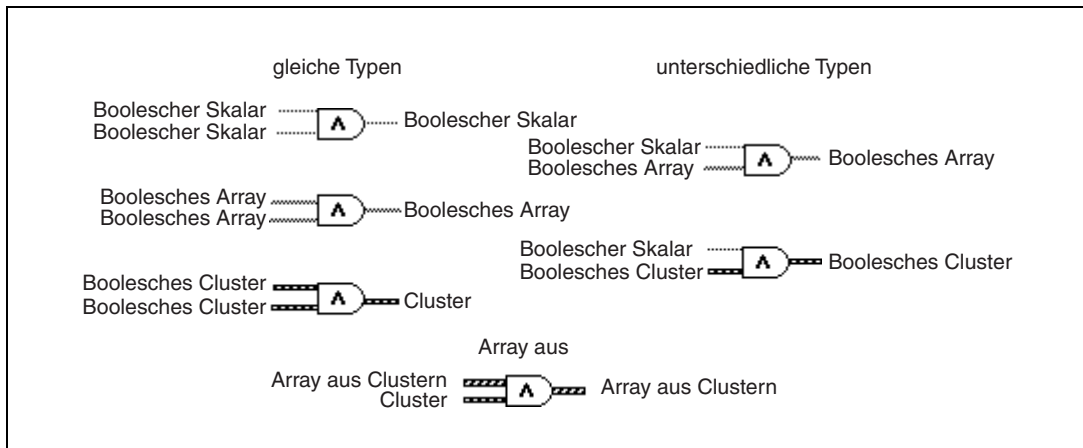 gleiche Typen
unterschiedliche Typen
Boolescher Skalar
Boolescher Skalar
∧
Boolescher Skalar
Boolescher Skalar
Boolesches Array
∧
Boolesches Array
Boolesches Array
Boolesches Array
∧
Boolesches Array
Boolescher Skalar
Boolesches Cluster
∧
Boolesches Cluster
Boolesches Cluster
Boolesches Cluster
∧
Cluster
Array aus
Array aus Clustern
Cluster
∧
Array aus Clustern